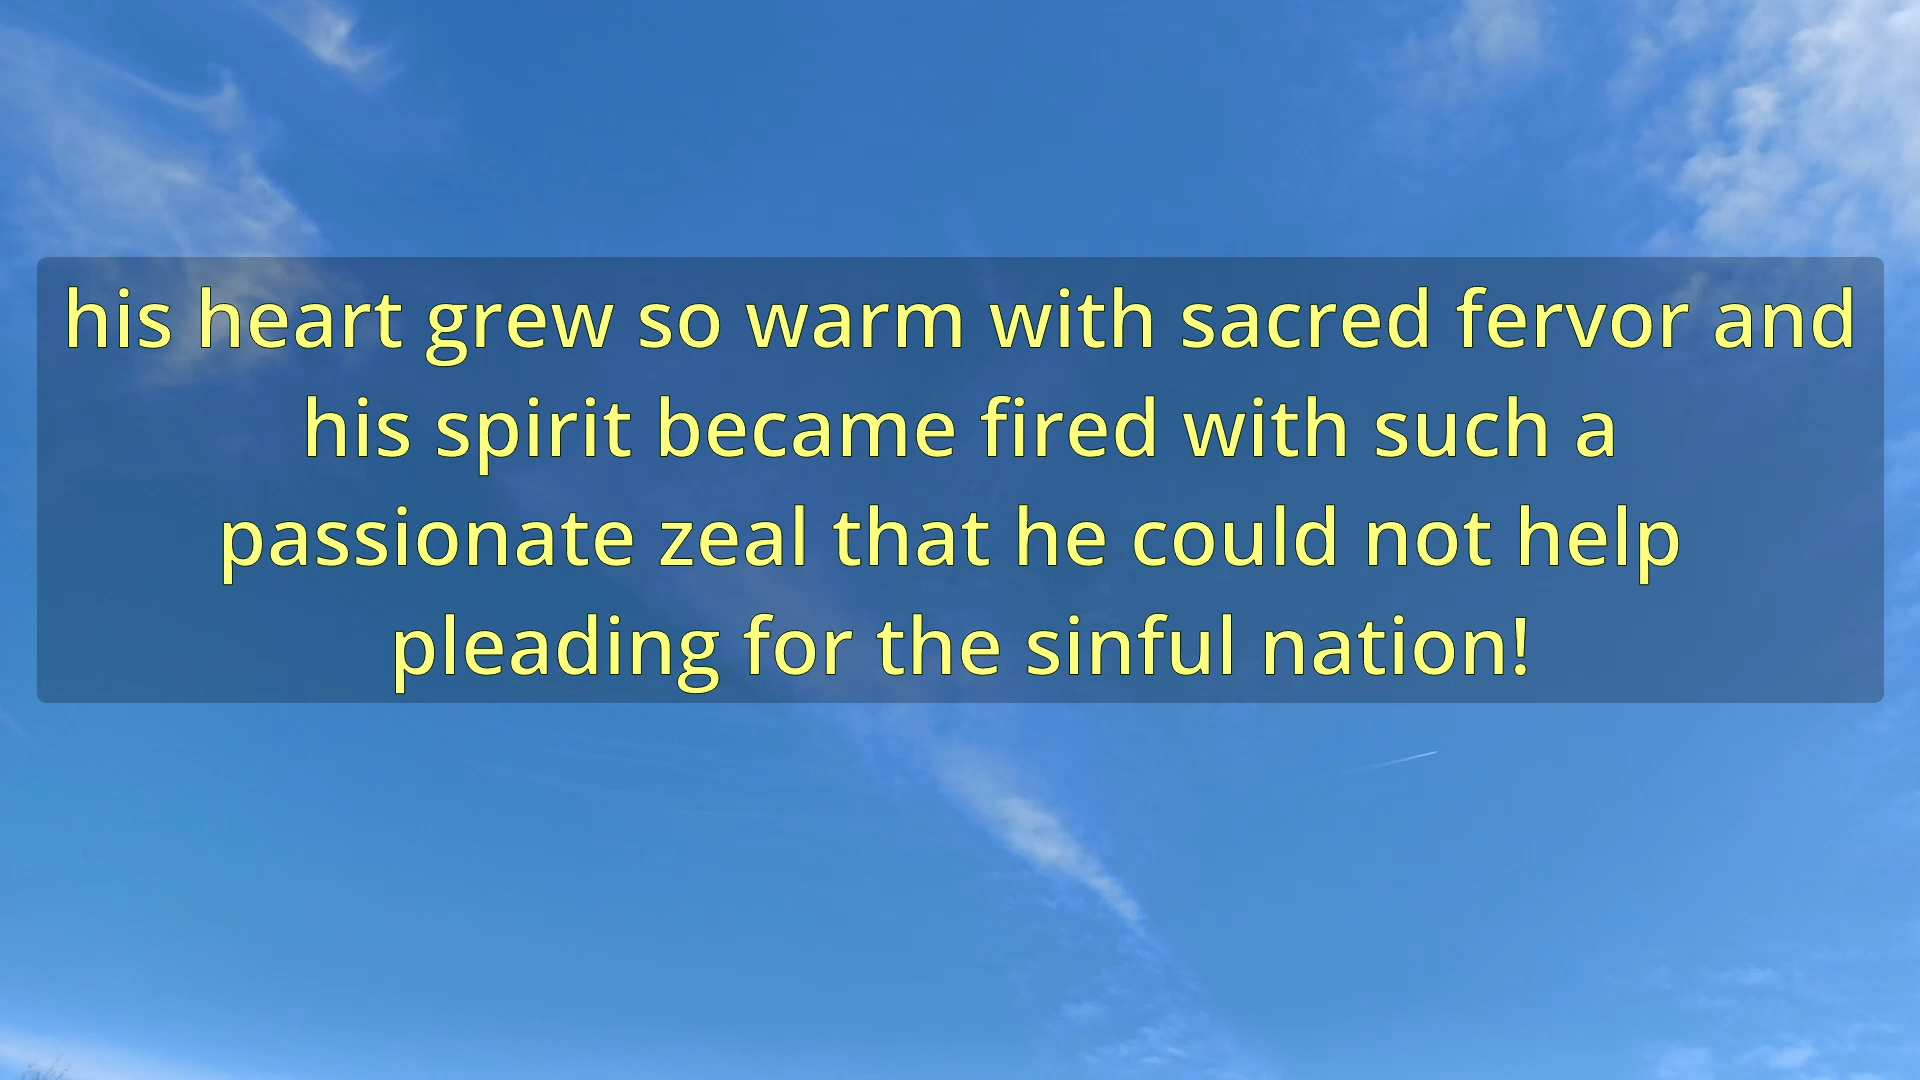 his heart grew so warm with sacred fervor and
his spirit became fired with such a
passionate zeal that he could not help
pleading for the sinful nation!